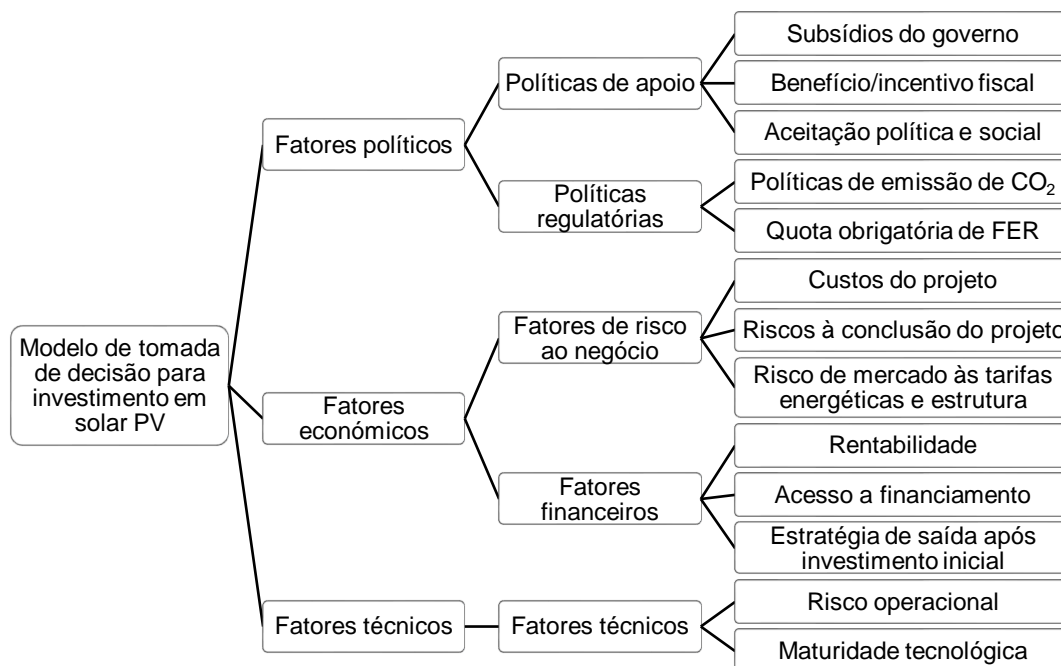 Modelo de tomada
de decisão para
investimento em
solar PV
Fatores políticos
Políticas de apoio
Subsídios do governo
Benefício/incentivo fiscal
Aceitação política e social
Políticas
regulatórias
Políticas de emissão de CO₂
Quota obrigatória de FER
Fatores
económicos
Fatores de risco
ao negócio
Custos do projeto
Riscos à conclusão do projeto
Risco de mercado às tarifas
energéticas e estrutura
Fatores
financeiros
Rentabilidade
Acesso a financiamento
Estratégia de saída após
investimento inicial
Fatores técnicos
Fatores técnicos
Risco operacional
Maturidade tecnológica